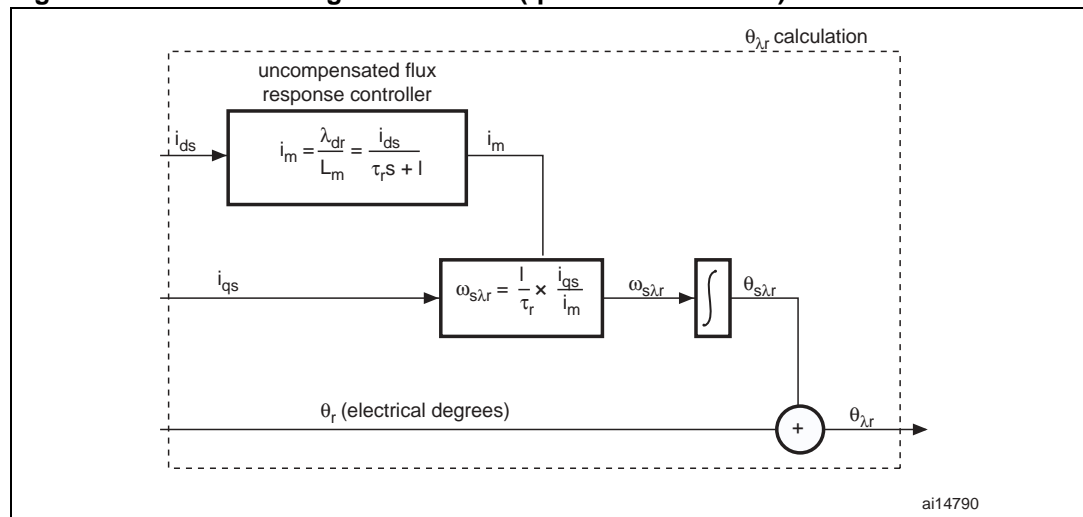 θλr calculation
uncompensated flux
response controller
ids
im = λdr / Lm = ids / τrs + l
im
iqs
ωsλr = l / τr × iqs / im
ωsλr
∫
θsλr
θr (electrical degrees)
+
θλr
ai14790